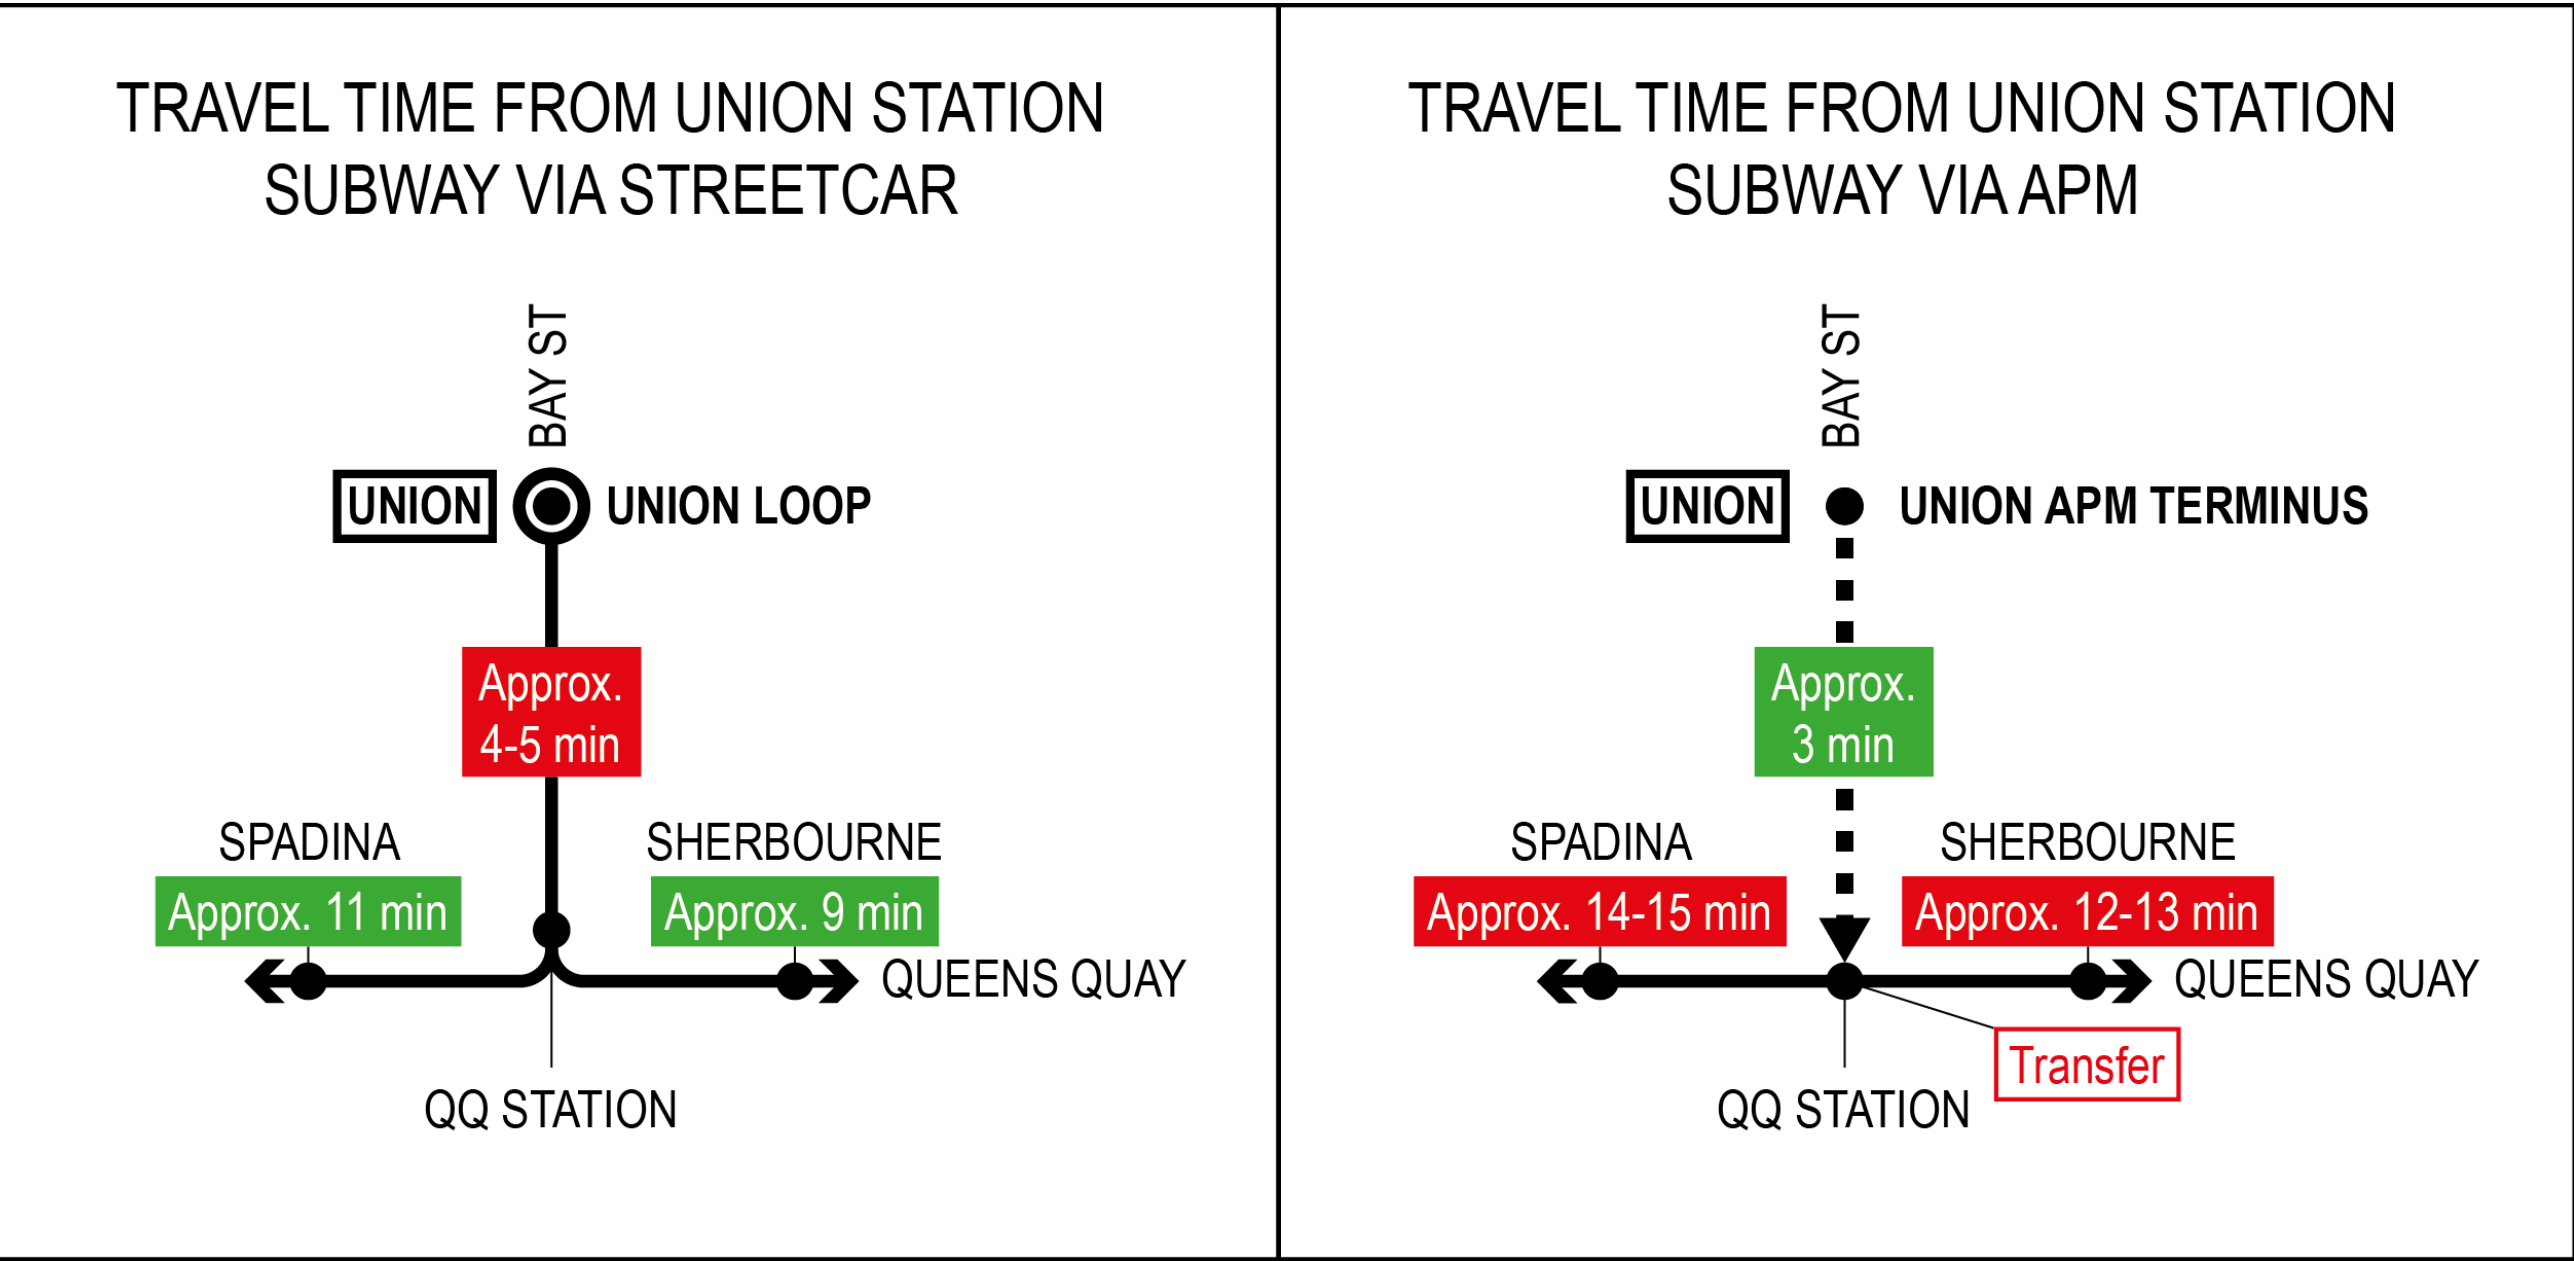 TRAVEL TIME FROM UNION STATION
SUBWAY VIA STREETCAR
BAY ST
UNION
UNION LOOP
Approx.
4-5 min
SPADINA
SHERBOURNE
Approx. 11 min
Approx. 9 min
QUEENS QUAY
QQ STATION
TRAVEL TIME FROM UNION STATION
SUBWAY VIA APM
BAY ST
UNION
UNION APM TERMINUS
Approx.
3 min
SPADINA
SHERBOURNE
Approx. 14-15 min
Approx. 12-13 min
QUEENS QUAY
Transfer
QQ STATION